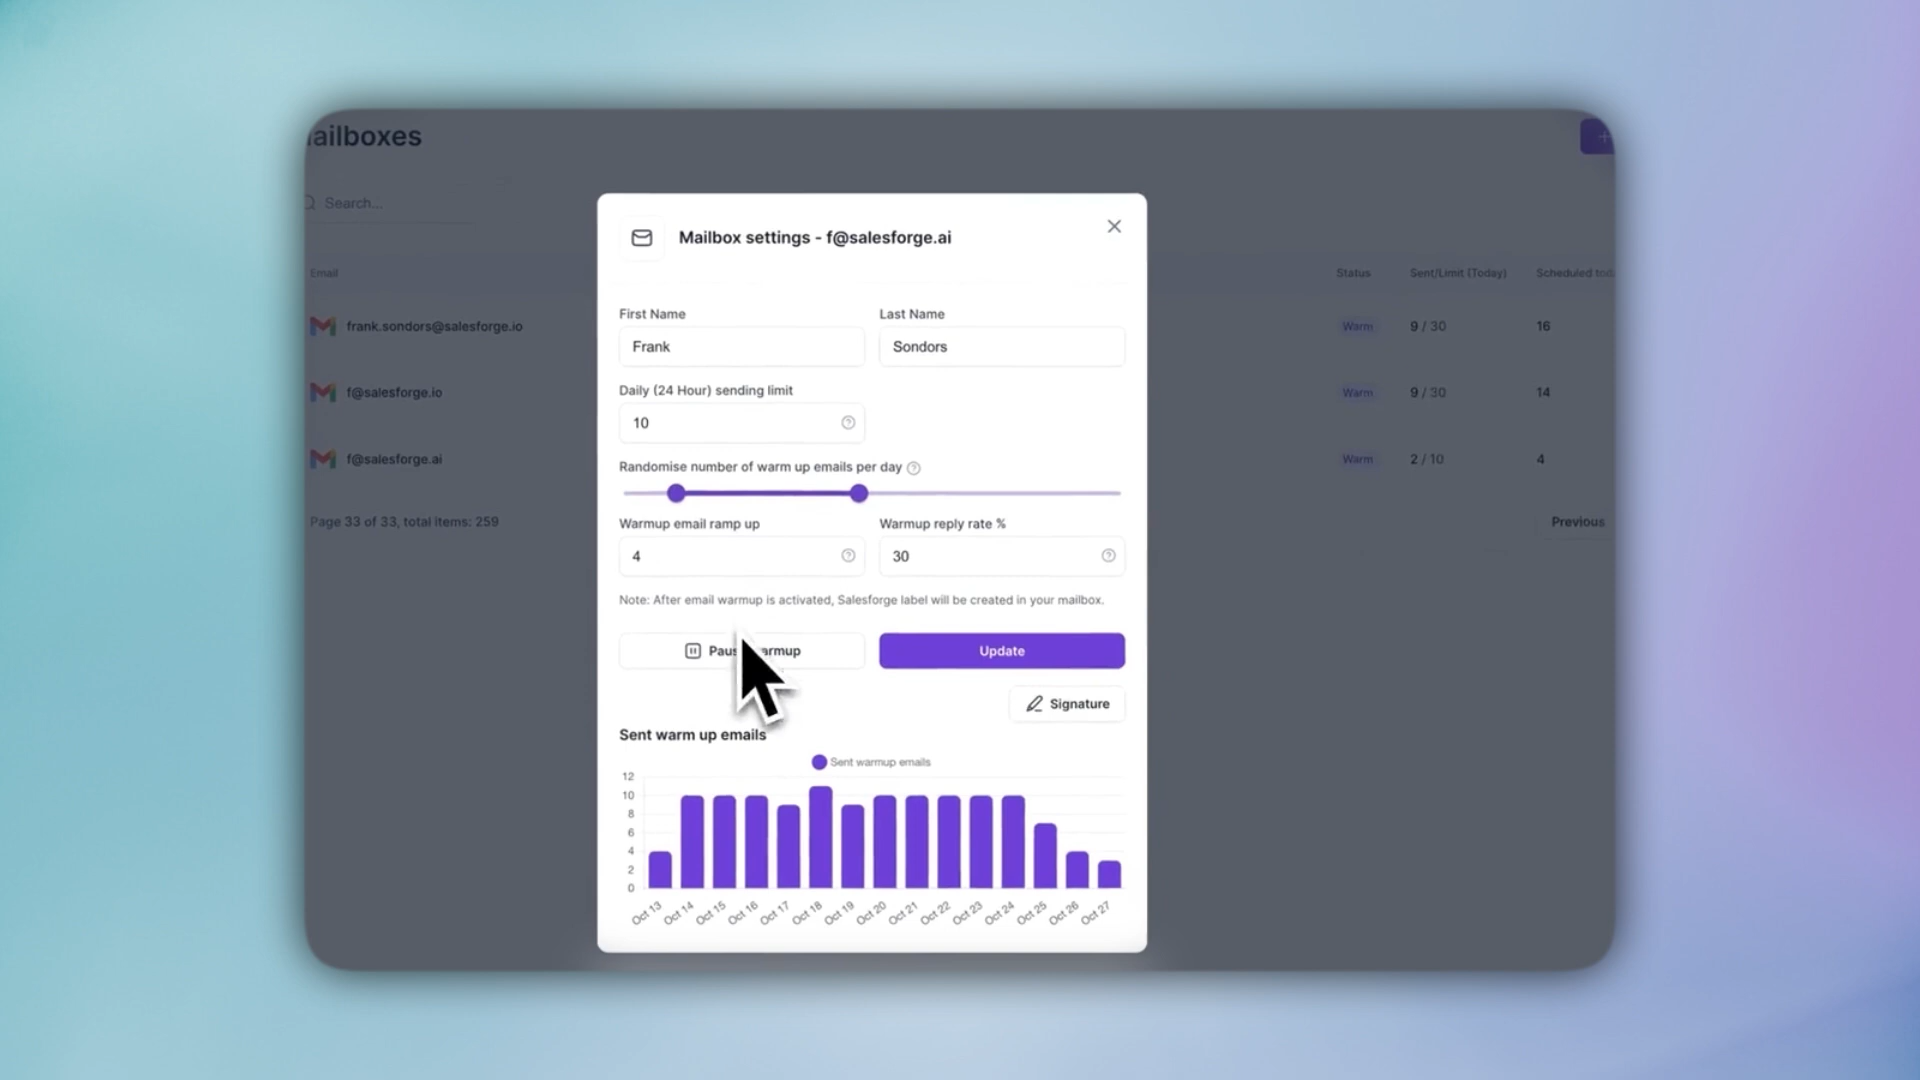 ailboxes
+
Search...
Email
Status
Sent/Limit (Today)
Scheduled tod
frank.sondors@salesforge.io
Warm
9 / 30
16
f@salesforge.io
Warm
9 / 30
14
f@salesforge.ai
Warm
2 / 10
4
Page 33 of 33, total items: 259
Previous
Mailbox settings - f@salesforge.ai
First Name
Last Name
Frank
Sondors
Daily (24 Hour) sending limit
10
Randomise number of warm up emails per day
Warmup email ramp up
Warmup reply rate %
4
30
Note: After email warmup is activated, Salesforge label will be created in your mailbox.
Paus armup
Update
Signature
Sent warm up emails
Sent warmup emails
12
10
8
6
4
2
0
Oct 13
Oct 14
Oct 15
Oct 16
Oct 17
Oct 18
Oct 19
Oct 20
Oct 21
Oct 22
Oct 23
Oct 24
Oct 25
Oct 26
Oct 27